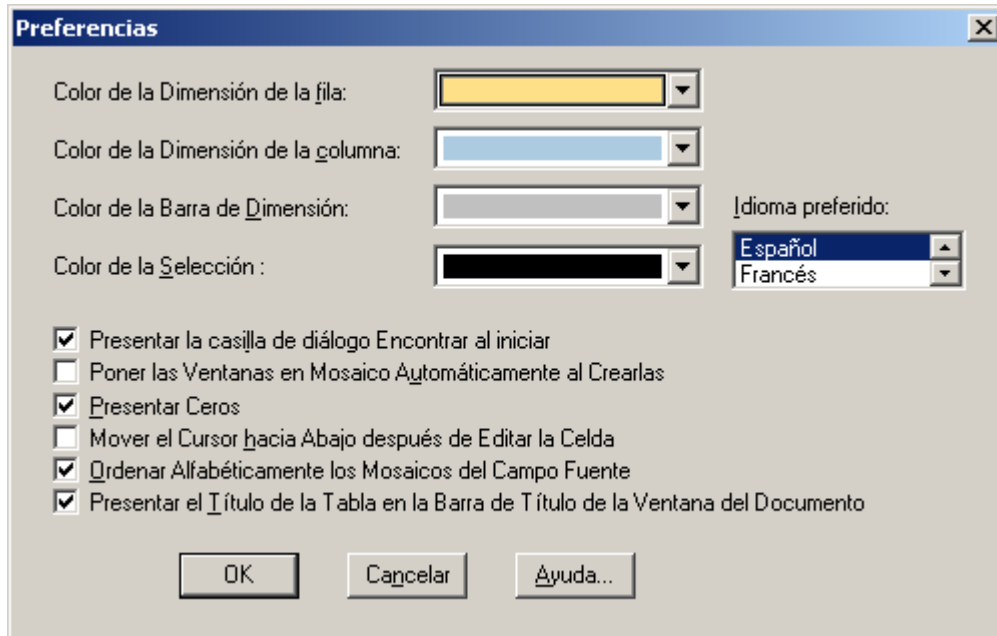 Preferencias
Color de la Dimensión de la fila:
Color de la Dimensión de la columna:
Color de la Barra de Dimensión:
Idioma preferido:
Color de la Selección :
Español
Francés
Presentar la casilla de diálogo Encontrar al iniciar
Poner las Ventanas en Mosaico Automáticamente al Crearlas
Presentar Ceros
Mover el Cursor hacia Abajo después de Editar la Celda
Ordenar Alfabéticamente los Mosaicos del Campo Fuente
Presentar el Título de la Tabla en la Barra de Título de la Ventana del Documento
OK
Cancelar
Ayuda...